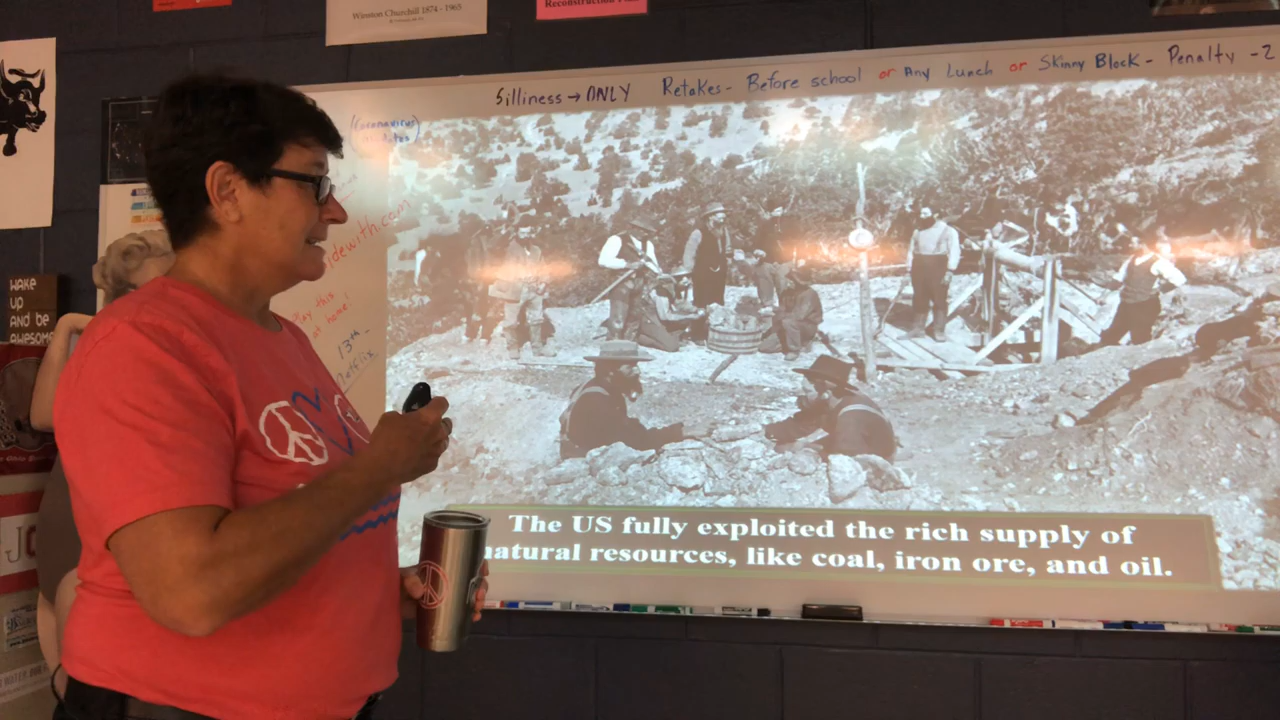 Winston Churchill 1874 - 1965
Silliness → ONLY
Retakes - Before school or Any Lunch or Skinny Block - Penalty -2
(Coronavirus
idewith.com
Play this
at home!
13th -
Netflix
WAKE
UP
AND BE
AWESOME
The US fully exploited the rich supply of
natural resources, like coal, iron ore, and oil.